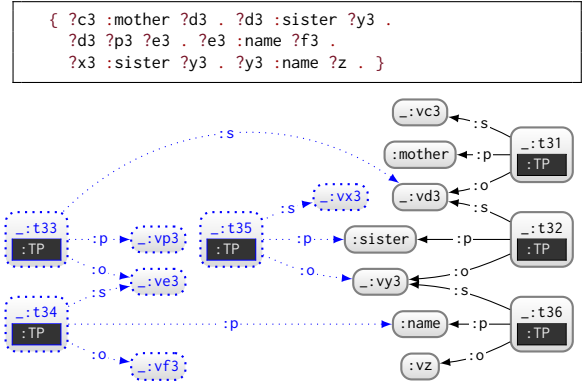 { ?c3 :mother ?d3 . ?d3 :sister ?y3 .
?d3 ?p3 ?e3 . ?e3 :name ?f3 .
?x3 :sister ?y3 . ?y3 :name ?z . }
_:vc3
:s
:s
_:t31
:TP
:mother
:p
:o
_:vd3
:s
_:vx3
:s
_:t33
:TP
:p
_:vp3
_:t35
:TP
:p
:sister
:p
_:t32
:TP
:o
:s
_:ve3
:o
_:vy3
:o
:s
_:t34
:TP
:p
:name
:p
_:t36
:TP
:o
_:vf3
:vz
:o